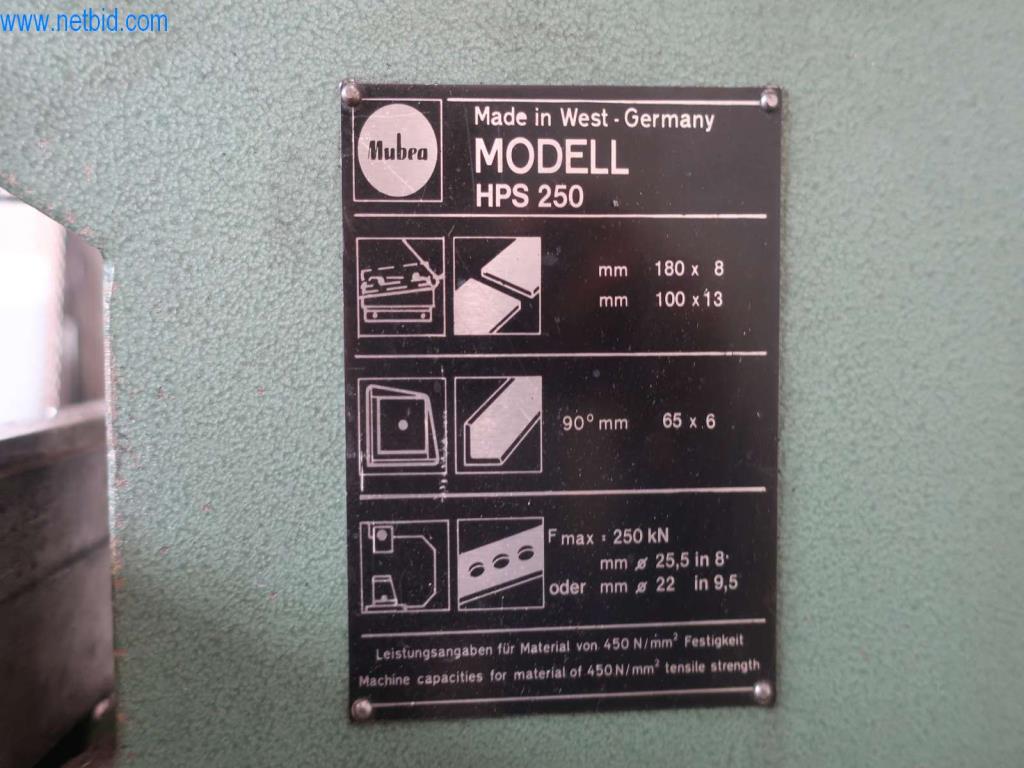 www.netbid.com
Mubea
Made in West - Germany
MODELL
HPS 250
mm 180 x 8
mm 100 x 13
90° mm 65 x 6
F max = 250 kN
mm ø 25,5 in 8
oder mm ø 22 in 9,5
Leistungsangaben für Material von 450 N/mm² Festigkeit
Machine capacities for material of 450 N/mm² tensile strength